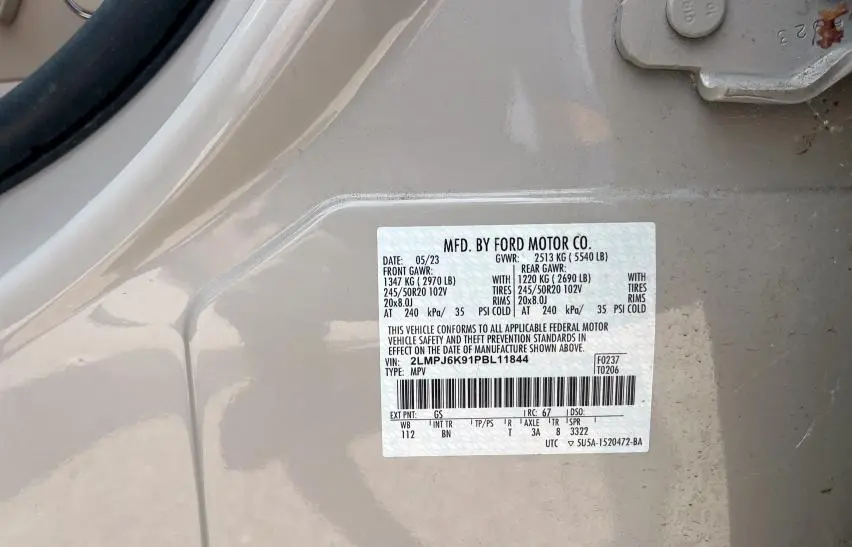 MFD. BY FORD MOTOR CO.
DATE: 05/23 GVWR: 2513 KG ( 5540 LB)
FRONT GAWR: REAR GAWR:
1347 KG ( 2970 LB) WITH 1220 KG ( 2690 LB) WITH
245/50R20 102V TIRES 245/50R20 102V TIRES
20x8.0J RIMS 20x8.0J RIMS
AT 240 kPa/ 35 PSI COLD AT 240 kPa/ 35 PSI COLD
THIS VEHICLE CONFORMS TO ALL APPLICABLE FEDERAL MOTOR
VEHICLE SAFETY AND THEFT PREVENTION STANDARDS IN
EFFECT ON THE DATE OF MANUFACTURE SHOWN ABOVE.
VIN: 2LMPJ6K91PBL11844 F0237
TYPE: MPV T0206
EXT PNT: GS RC: 67 DSO:
WB INT TR TP/PS R AXLE TR SPR
112 BN T 3A 8 3322
UTC ▽ 5U5A-1520472-BA